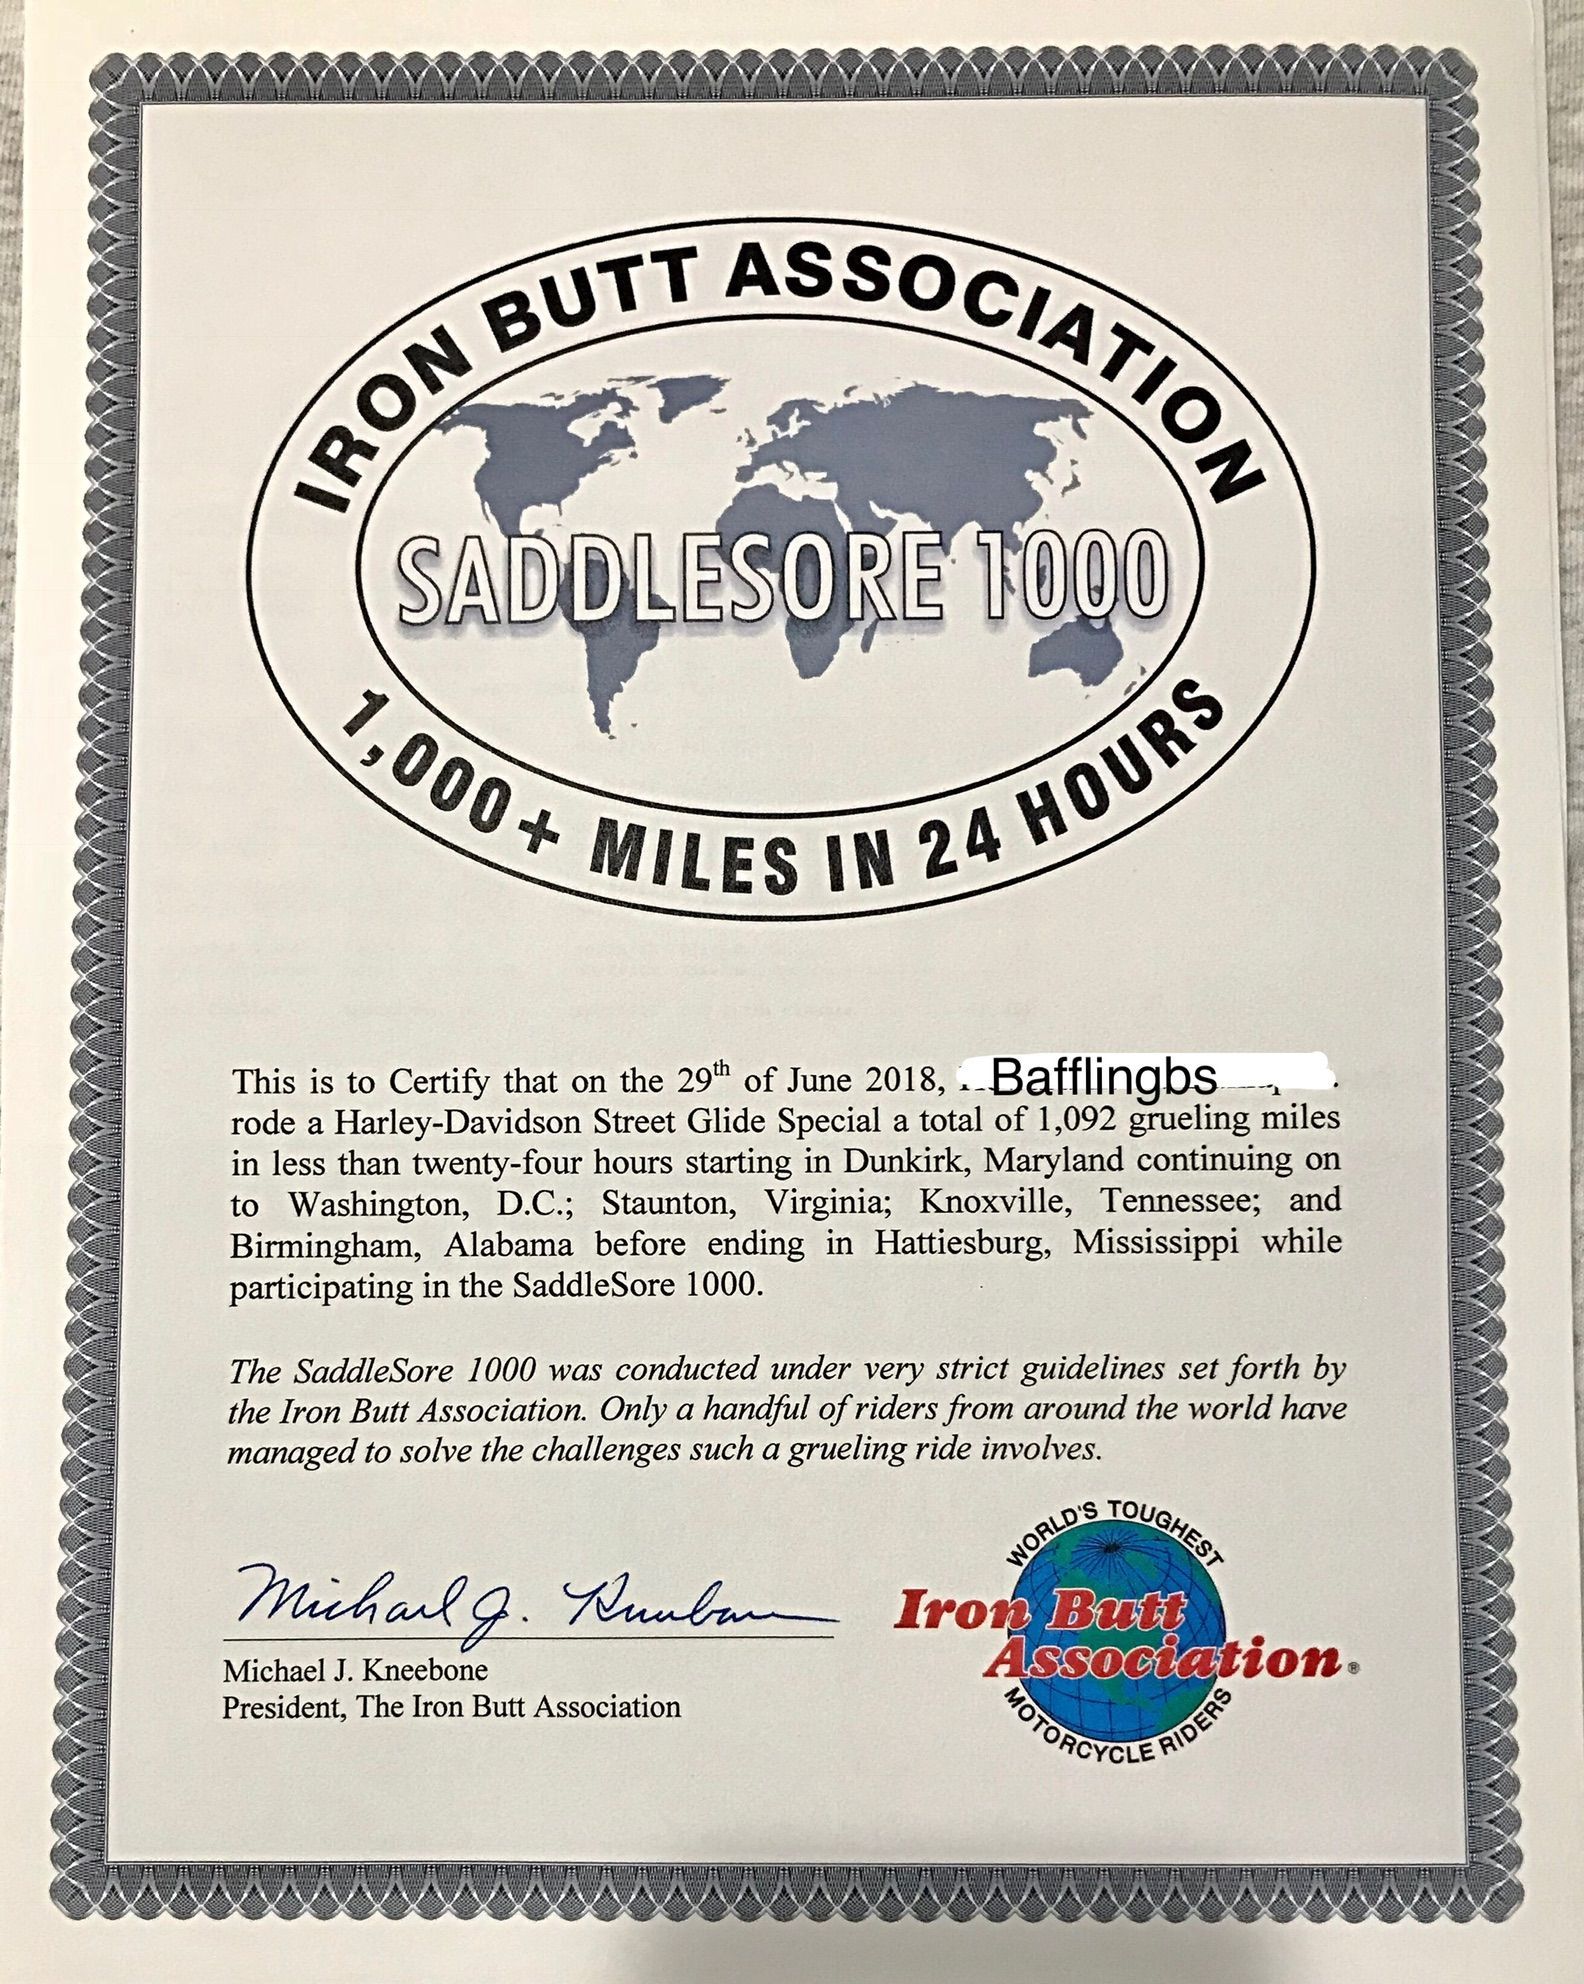 IRON BUTT ASSOCIATION
SADDLESORE 1000
1,000+ MILES IN 24 HOURS
This is to Certify that on the 29th of June 2018, Bafflingbs
rode a Harley-Davidson Street Glide Special a total of 1,092 grueling miles
in less than twenty-four hours starting in Dunkirk, Maryland continuing on
to Washington, D.C.; Staunton, Virginia; Knoxville, Tennessee; and
Birmingham, Alabama before ending in Hattiesburg, Mississippi while
participating in the SaddleSore 1000.
The SaddleSore 1000 was conducted under very strict guidelines set forth by
the Iron Butt Association. Only a handful of riders from around the world have
managed to solve the challenges such a grueling ride involves.
Michael J. Kneebone
Michael J. Kneebone
President, The Iron Butt Association
WORLD'S TOUGHEST
Iron Butt
Association®
MOTORCYCLE RIDERS